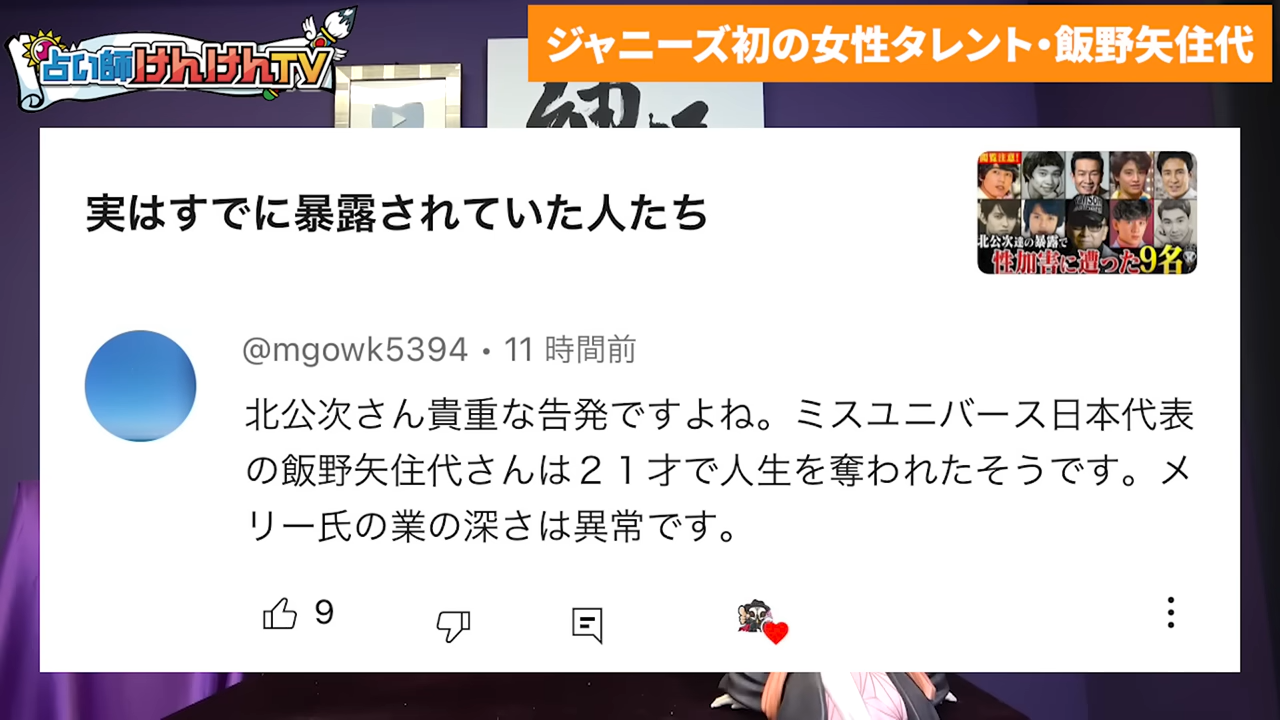 占い師けんけんTV
ジャニーズ初の女性タレント・飯野矢住代
実はすでに暴露されていた人たち
閲覧注意!
北公次達の暴露で
性加害に遭った9名
@mgowk5394・11 時間前
北公次さん貴重な告発ですよね。ミスユニバース日本代表
の飯野矢住代さんは21才で人生を奪われたそうです。メ
リー氏の業の深さは異常です。
9